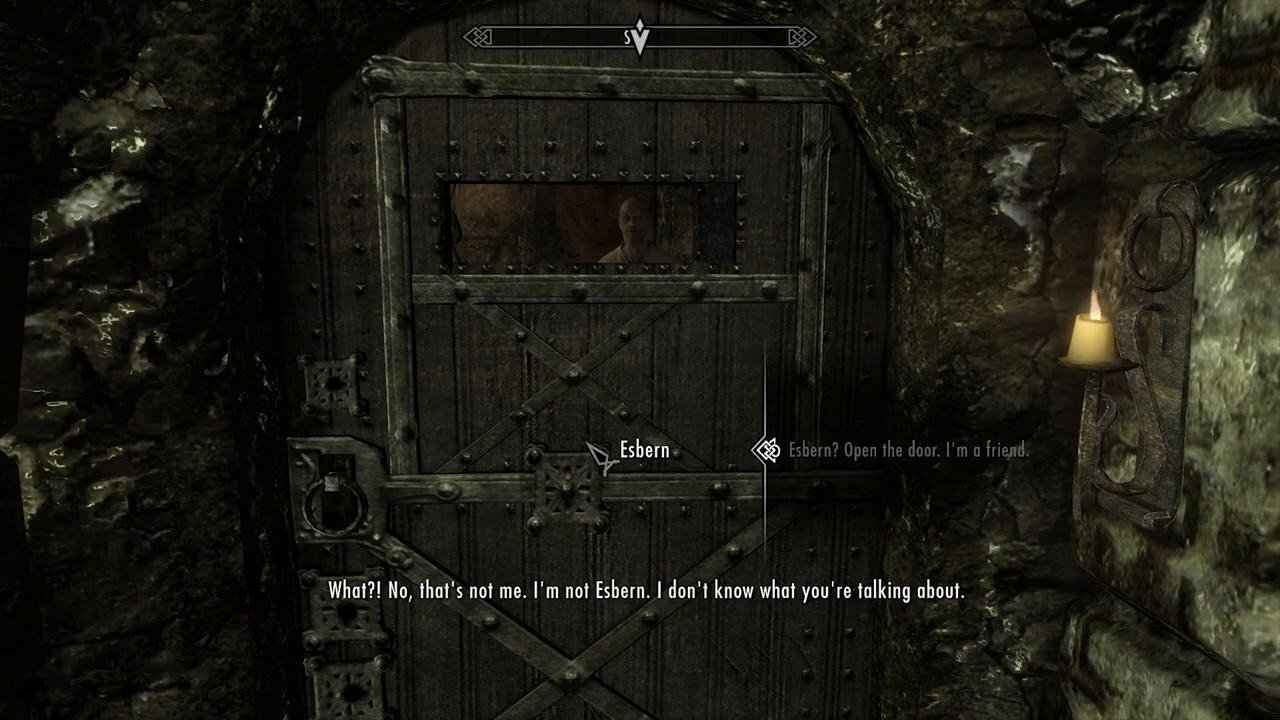 S
Esbern
Esbern? Open the door. I'm a friend.
What?! No, that's not me. I'm not Esbern. I don't know what you're talking about.